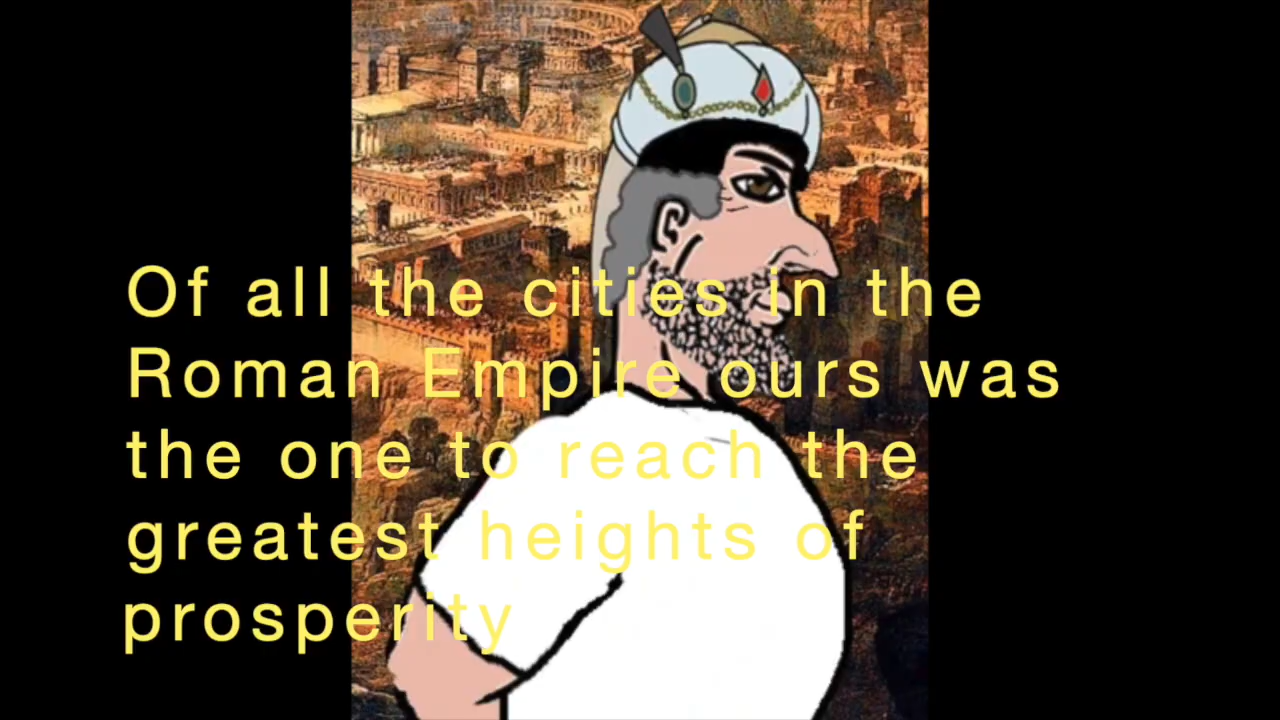 Of all the cities in the
Roman Empire ours was
the one to reach the
greatest heights of
prosperity